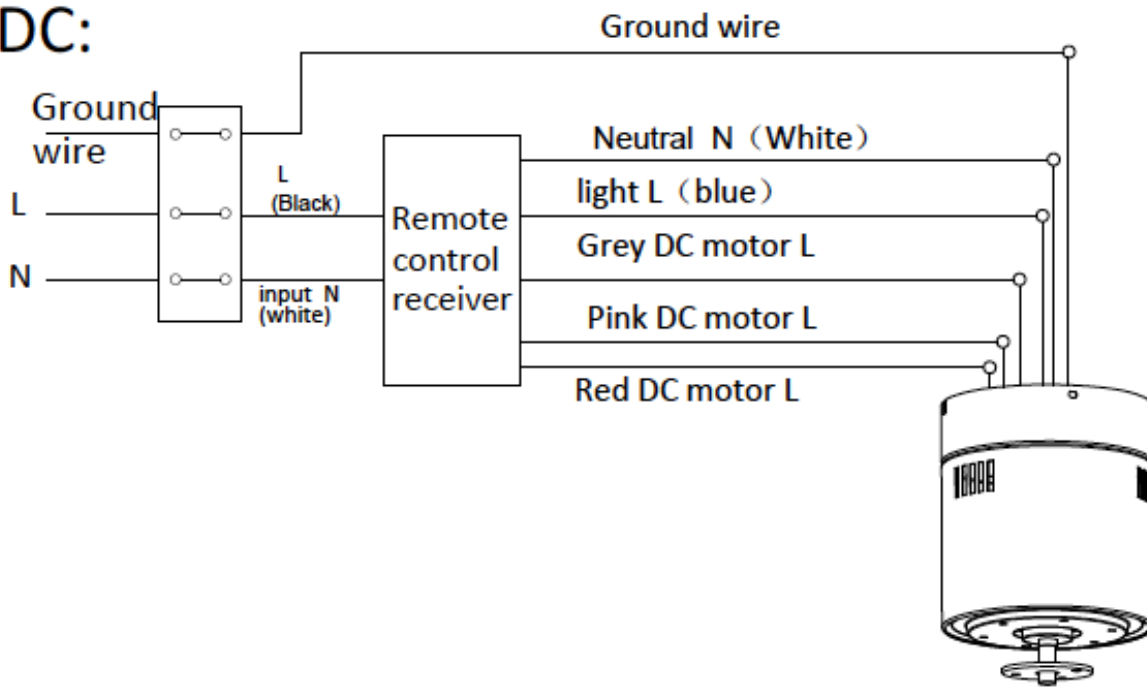 DC:
Ground wire
Ground
wire
L
N
L
(Black)
input N
(white)
Remote
control
receiver
Neutral N（White）
light L（blue）
Grey DC motor L
Pink DC motor L
Red DC motor L